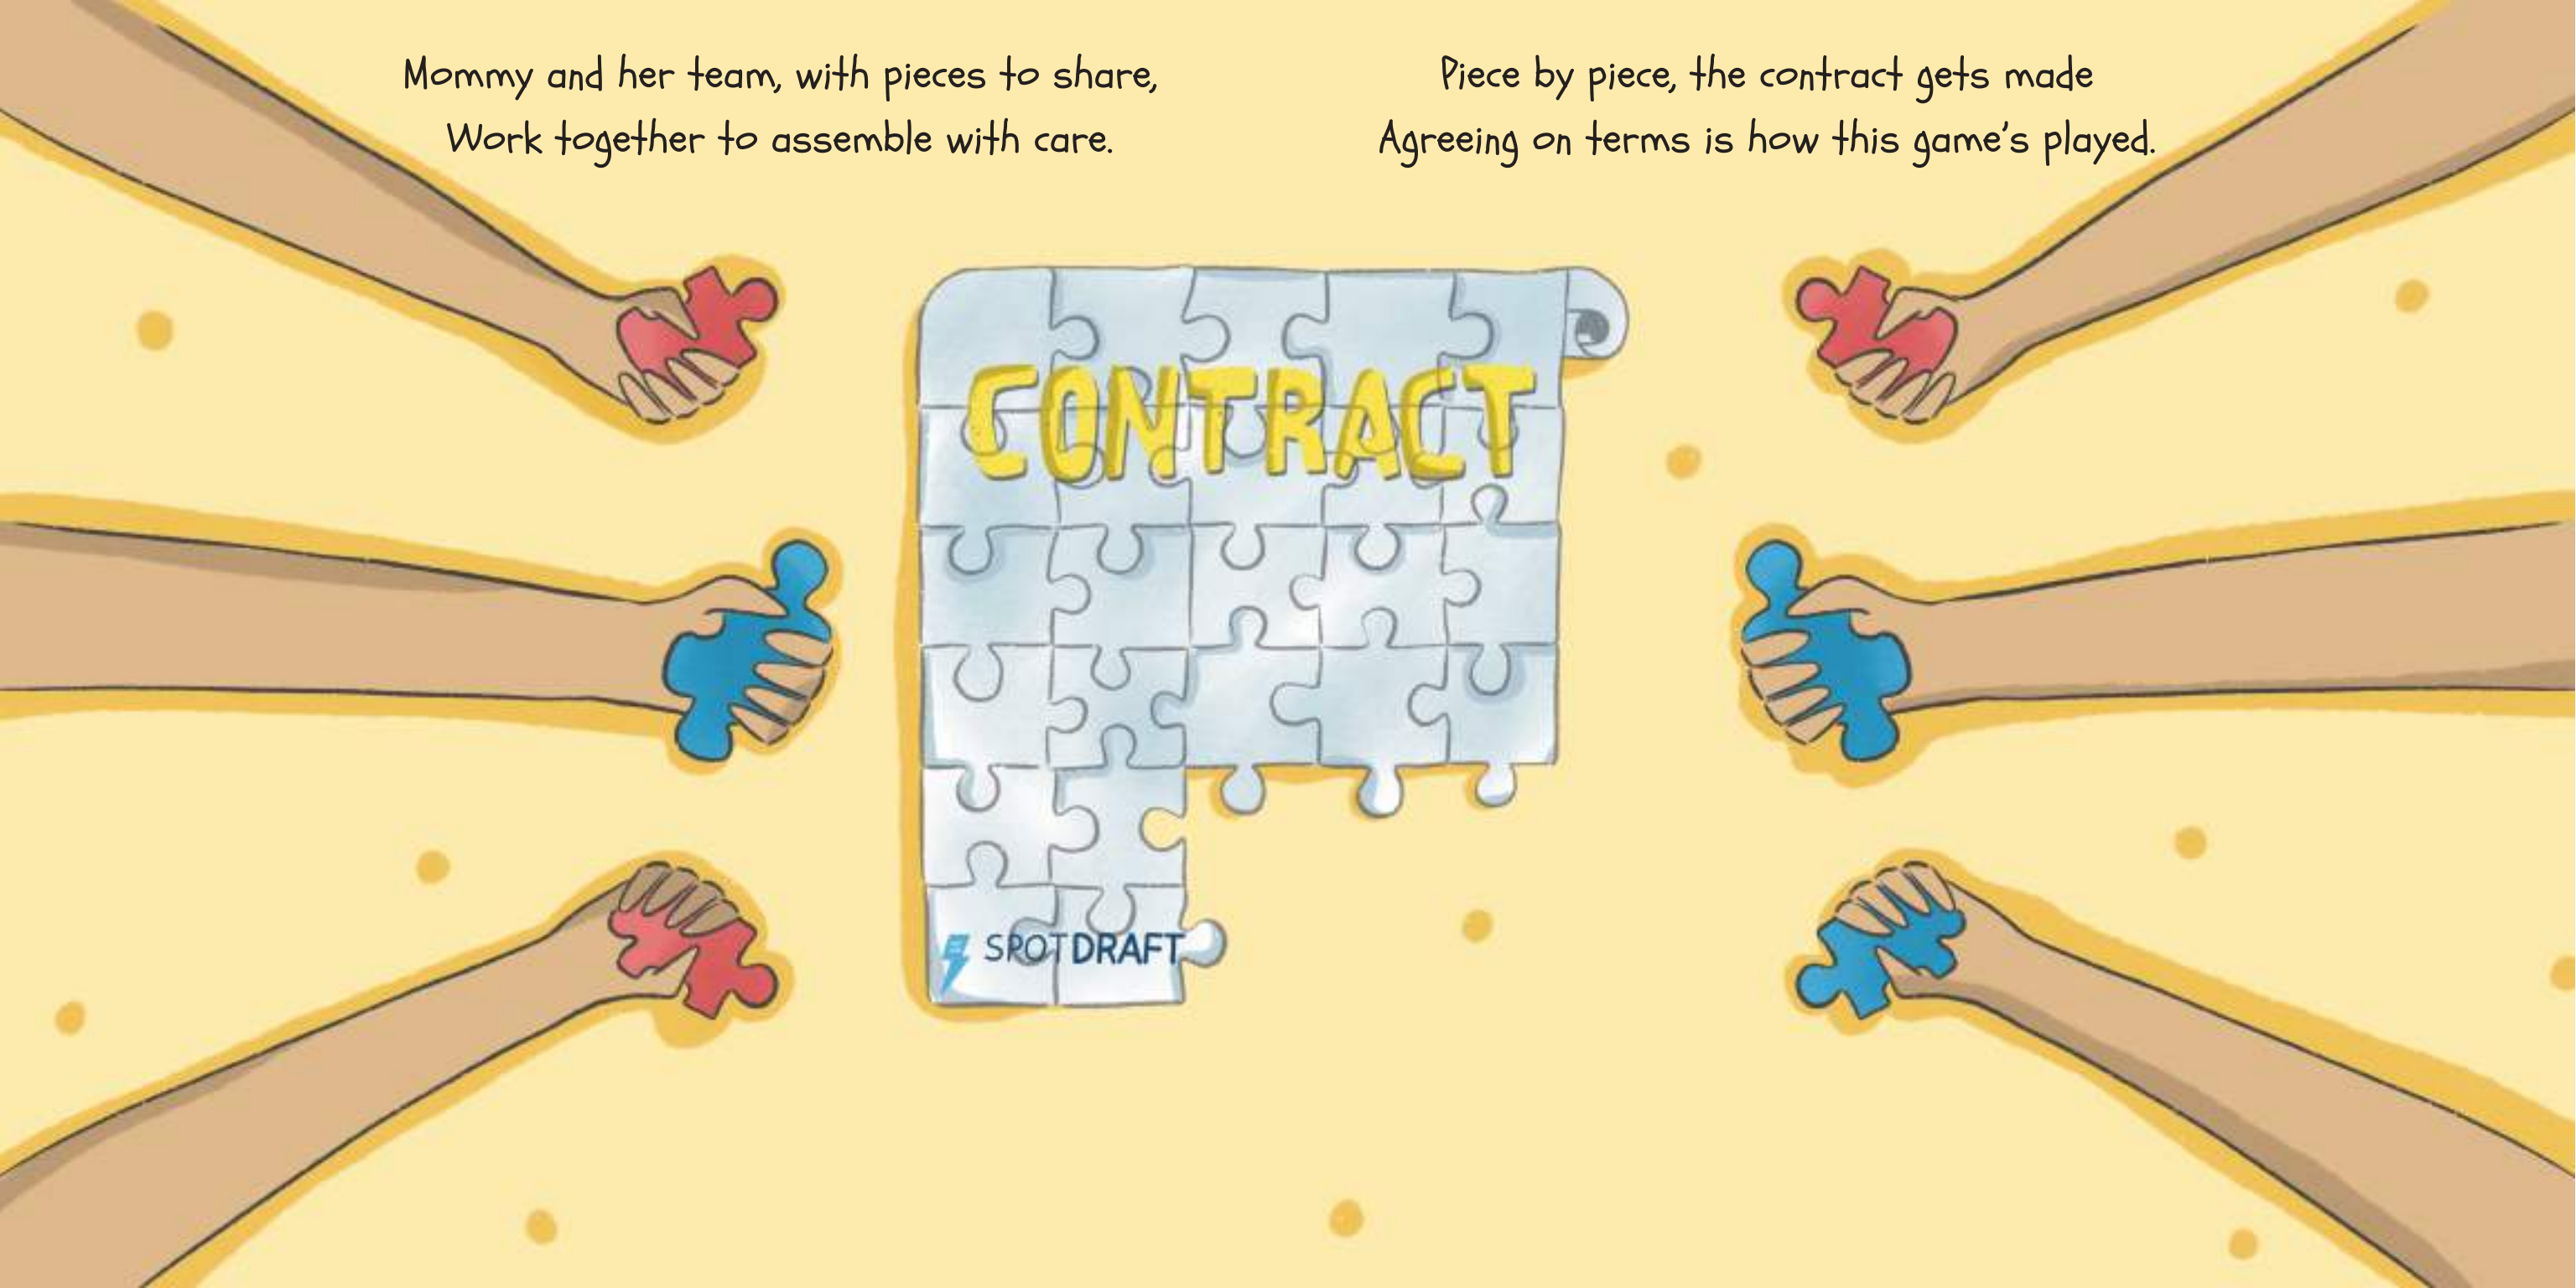 Mommy and her team, with pieces to share,
Work together to assemble with care.
Piece by piece, the contract gets made
Agreeing on terms is how this game's played.
CONTRACT
SPOTDRAFT